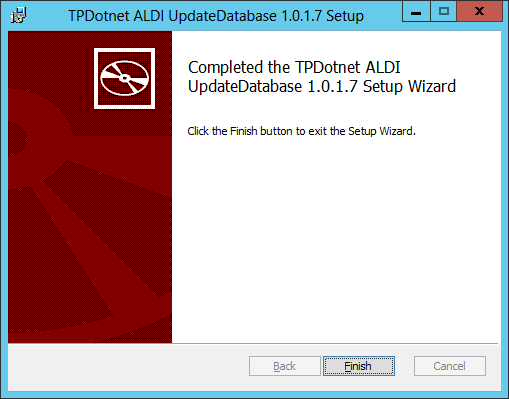 TPDotnet ALDI UpdateDatabase 1.0.1.7 Setup
Completed the TPDotnet ALDI
UpdateDatabase 1.0.1.7 Setup Wizard
Click the Finish button to exit the Setup Wizard.
Back Finish Cancel